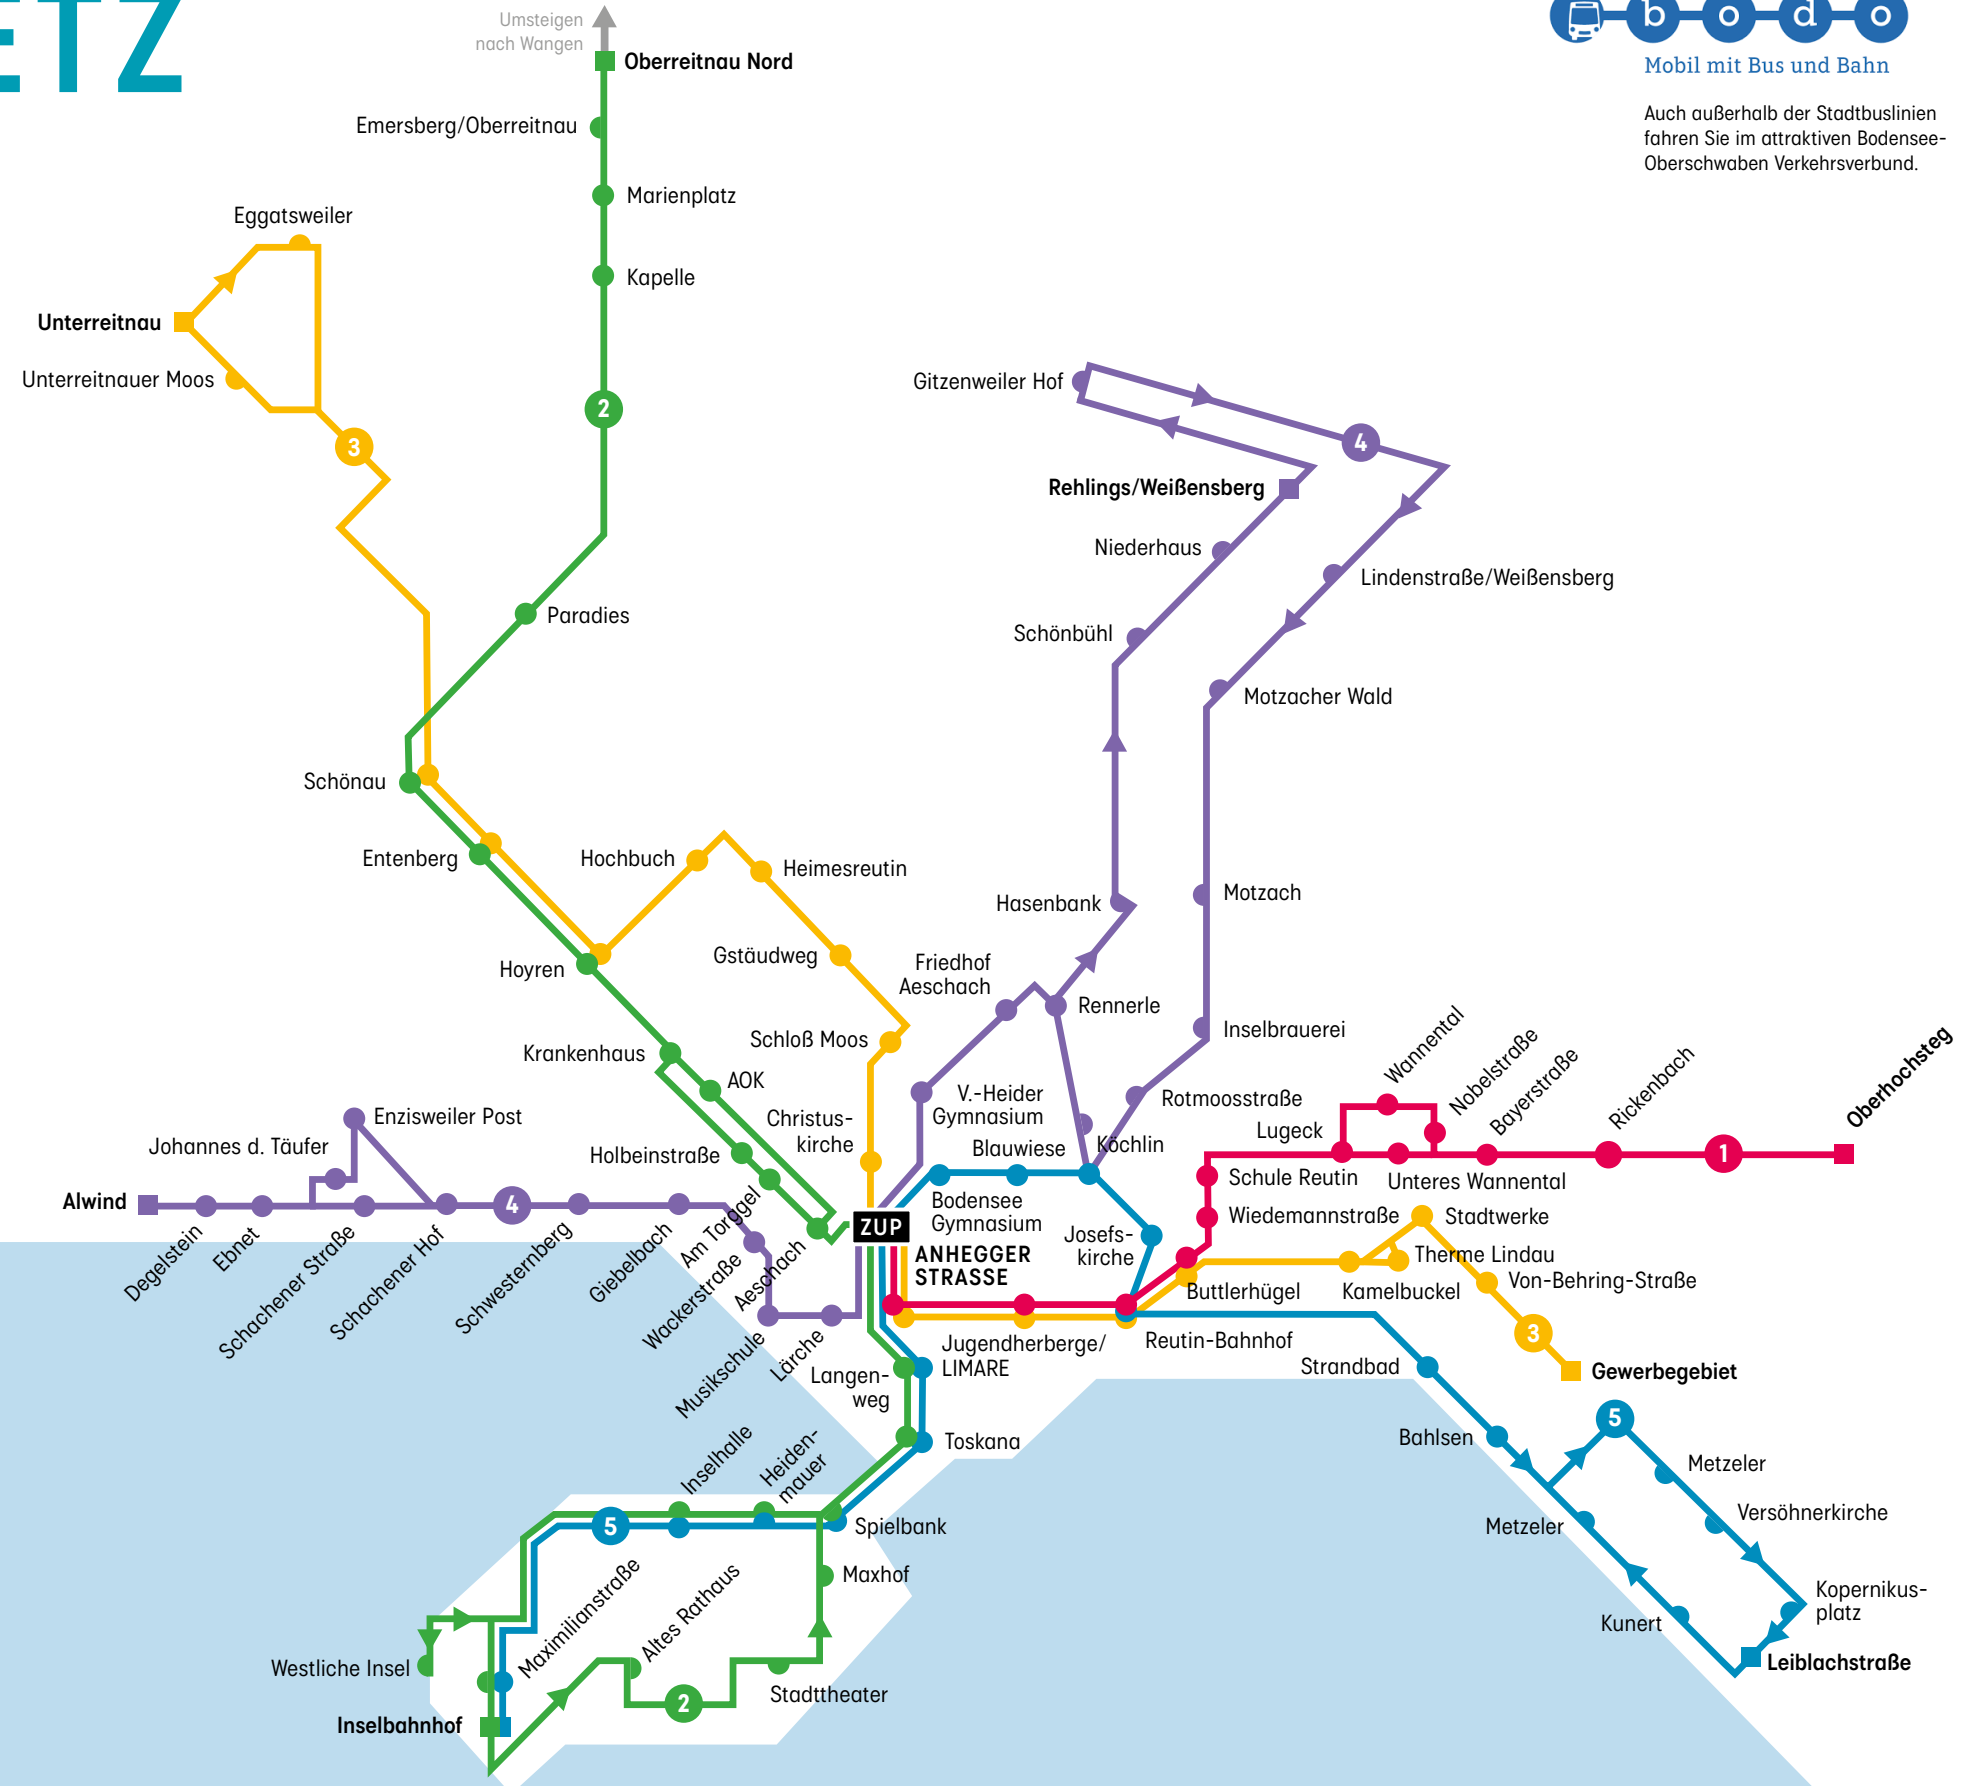 ETZ
Umsteigen
nach Wangen
bodo
Mobil mit Bus und Bahn
Auch außerhalb der Stadtbuslinien
fahren Sie im attraktiven Bodensee-
Oberschwaben Verkehrsverbund.
Oberreitnau Nord
Emersberg/Oberreitnau
Marienplatz
Eggatsweiler
Kapelle
Unterreitnau
Unterreitnauer Moos
2
3
Gitzenweiler Hof
4
Rehlings/Weißensberg
Niederhaus
Lindenstraße/Weißensberg
Paradies
Schönbühl
Motzacher Wald
Schönau
Entenberg
Hochbuch
Heimesreutin
Hasenbank
Motzach
Gstäudweg
Hoyren
Friedhof
Aeschach
Rennerle
Schloß Moos
Inselbrauerei
Krankenhaus
AOK
V.-Heider
Gymnasium
Rotmoosstraße
Wannental
Nobelstraße
Bayerstraße
Rickenbach
Oberhochsteg
Christus-
kirche
Enzisweiler Post
Johannes d. Täufer
Holbeinstraße
Blauwiese
Köchlin
Lugeck
1
Schule Reutin
Unteres Wannental
Alwind
4
Bodensee
Gymnasium
Wiedemannstraße
Stadtwerke
ZUP
Josefs-
kirche
ANHEGGER
STRASSE
Therme Lindau
Degelstein
Ebnet
Schachener Straße
Schachener Hof
Schwesternberg
Giebelbach
Am Torggel
Wackerstraße
Aeschach
Musikschule
Lärche
Buttlerhügel
Kamelbuckel
Von-Behring-Straße
3
Jugendherberge/
LIMARE
Reutin-Bahnhof
Langen-
weg
Strandbad
Gewerbegebiet
5
Bahlsen
Toskana
Metzeler
Inselhalle
Heiden-
mauer
5
Spielbank
Metzeler
Versöhnerkirche
Maximilianstraße
Altes Rathaus
Maxhof
Kopernikus-
platz
Kunert
Westliche Insel
Leiblachstraße
Stadttheater
2
Inselbahnhof